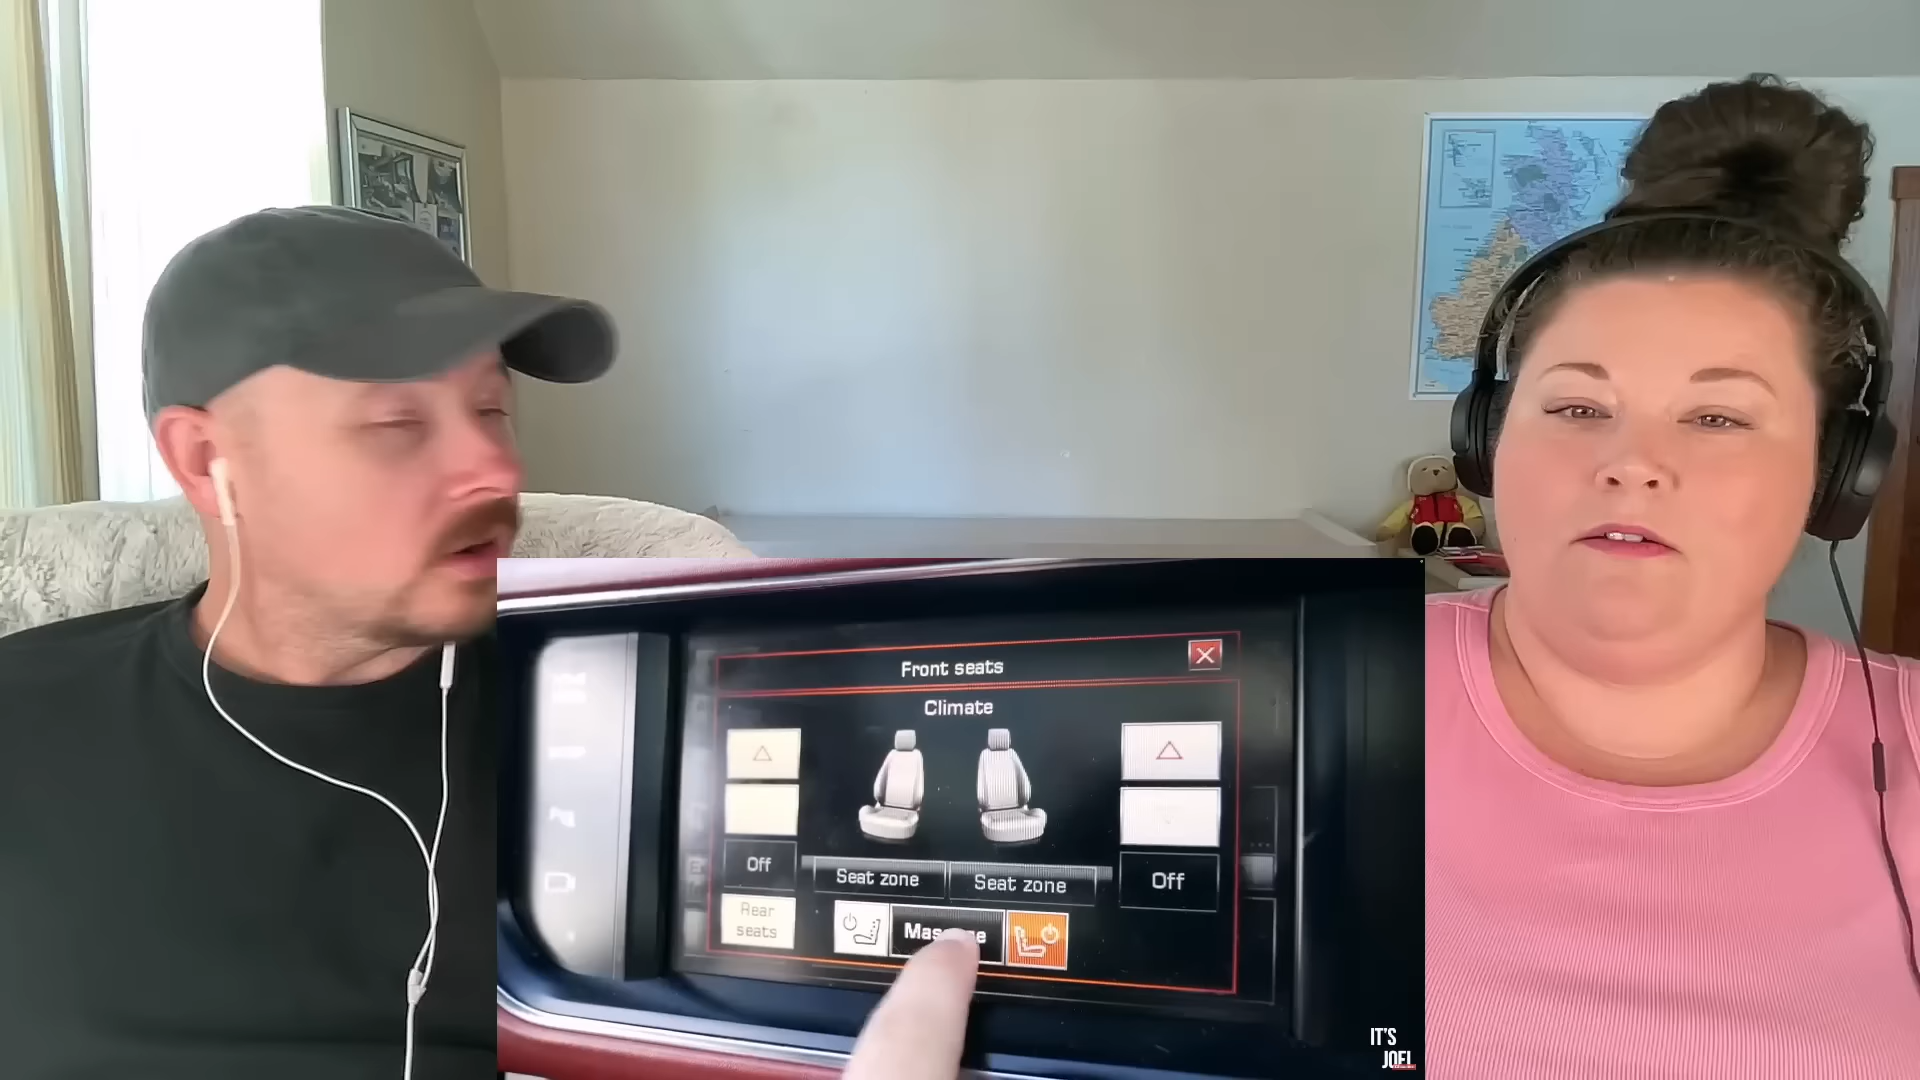 Front seats
Climate
Off
Seat zone
Seat zone
Off
Rear
seats
IT'S
JOEL